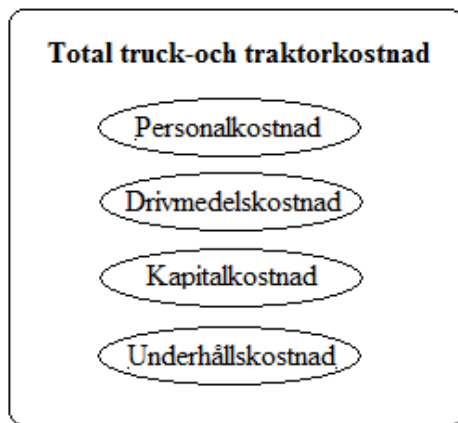 Total truck-och traktorkostnad
Personalkostnad
Drivmedelskostnad
Kapitalkostnad
Underhållskostnad